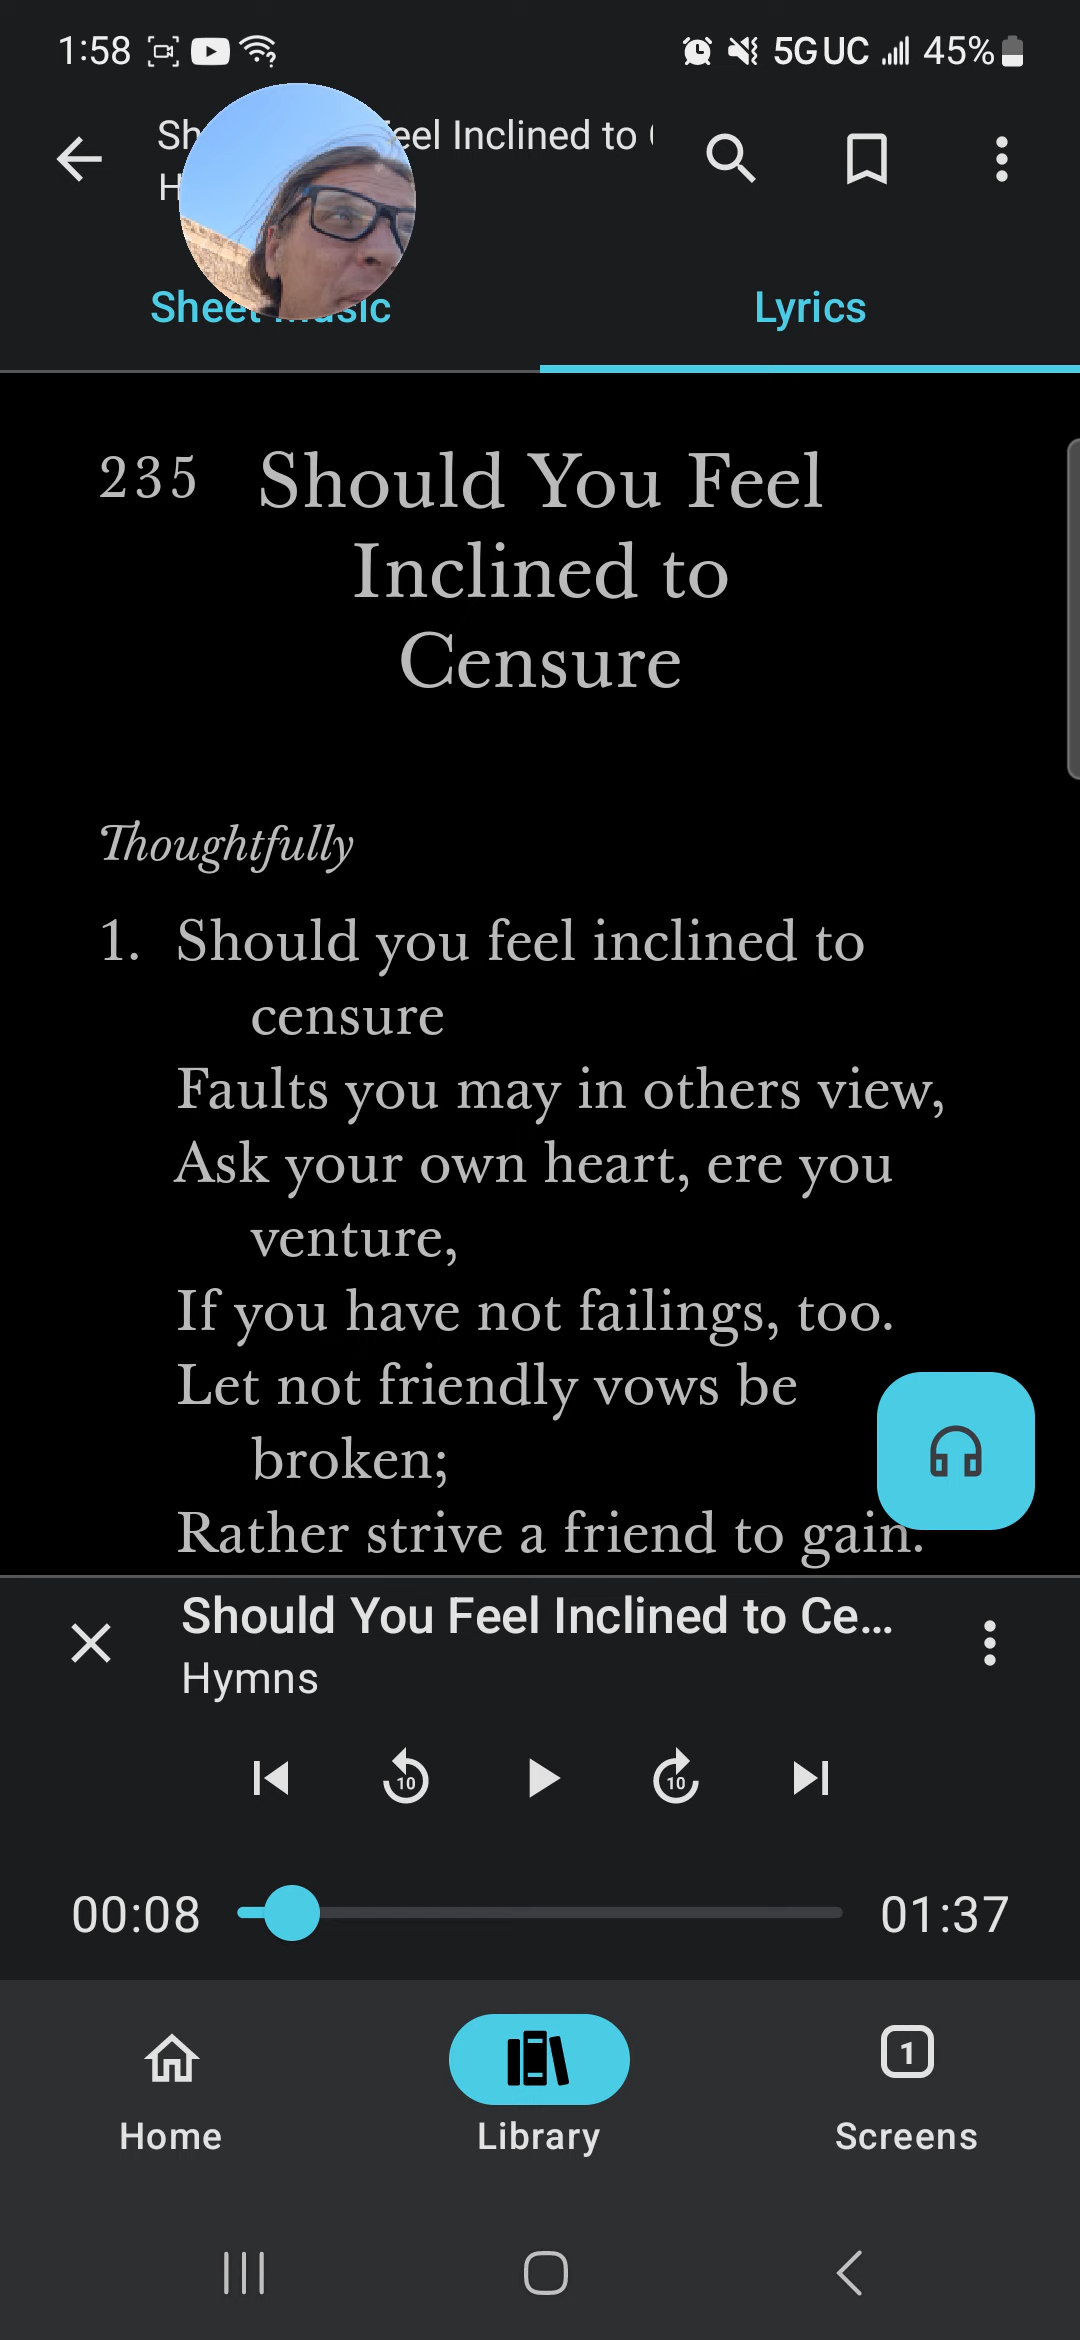 1:58 5G UC 45%
eel Inclined to
H
Sheet Music
Lyrics
235 Should You Feel
Inclined to
Censure
Thoughtfully
1. Should you feel inclined to
censure
Faults you may in others view,
Ask your own heart, ere you
venture,
If you have not failings, too.
Let not friendly vows be
broken;
Rather strive a friend to gain.
Should You Feel Inclined to Ce...
Hymns
10
10
00:08
01:37
1
Home
Library
Screens